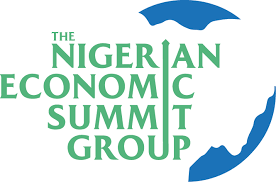 THE
NIGERIAN
ECONOMIC
SUMMIT
GROUP